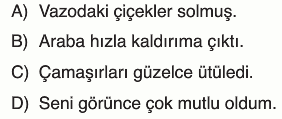 A) Vazodaki çiçekler solmuş.
B) Araba hızla kaldırıma çıktı.
C) Çamaşırları güzelce ütüledi.
D) Seni görünce çok mutlu oldum.